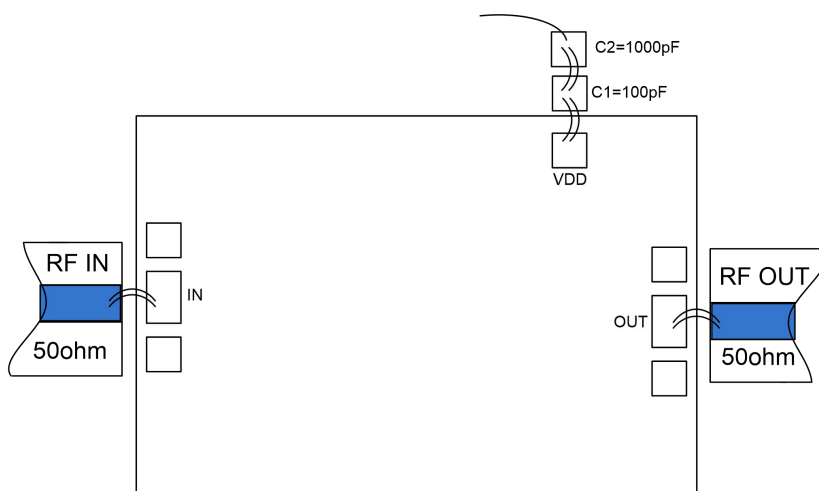 C2=1000pF
C1=100pF
VDD
RF IN
IN
50ohm
RF OUT
OUT
50ohm